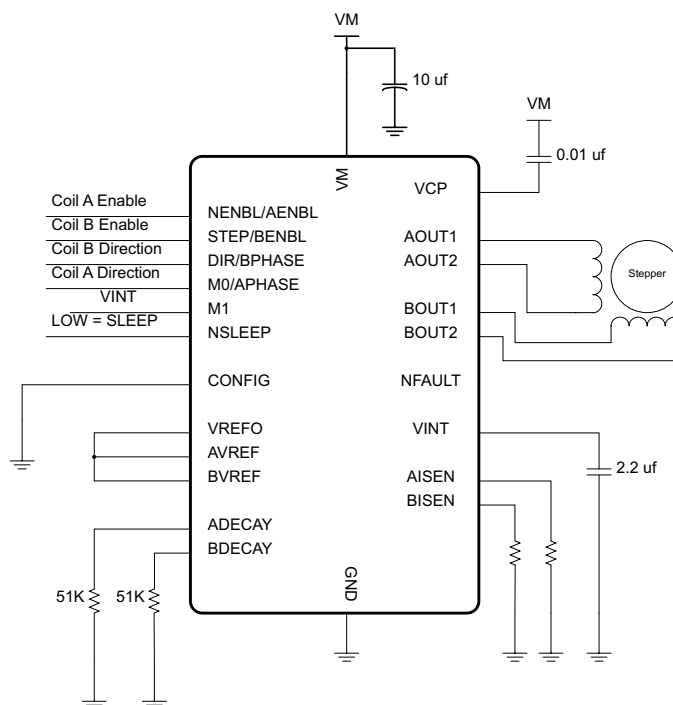 VM
10 uf
VM
0.01 uf
VM
VCP
Coil A Enable
NENBL/AENBL
AOUT1
Coil B Enable
STEP/BENBL
AOUT2
Stepper
Coil B Direction
DIR/BPHASE
Coil A Direction
M0/APHASE
BOUT1
VINT
M1
BOUT2
LOW = SLEEP
NSLEEP
CONFIG
NFAULT
VREFO
VINT
AVREF
2.2 uf
BVREF
AISEN
BISEN
ADECAY
BDECAY
51K
51K
GND